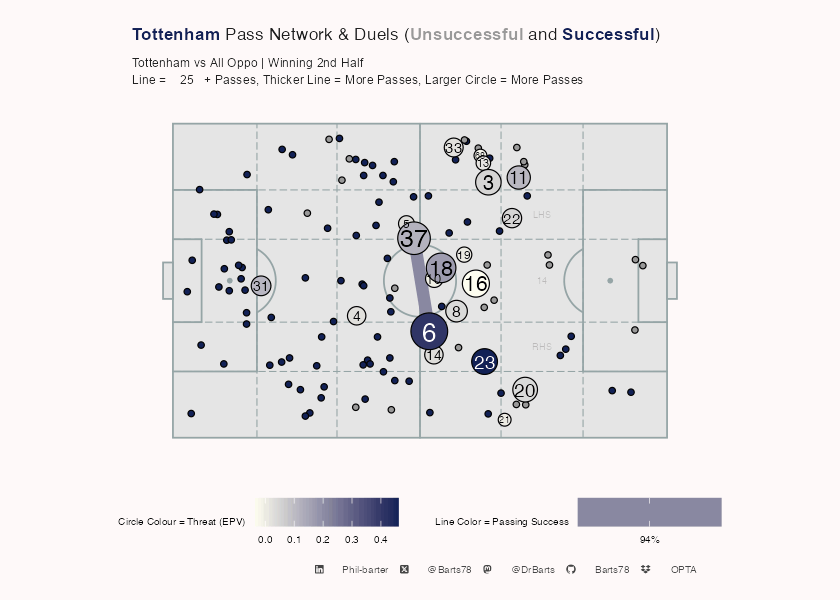 Tottenham Pass Network & Duels (Unsuccessful and Successful)
Tottenham vs All Oppo | Winning 2nd Half
Line = 25 + Passes, Thicker Line = More Passes, Larger Circle = More Passes
33
13
3
11
22
LHS
5
37
19
18
16
14
31
8
4
6
14
RHS
23
20
21
Circle Colour = Threat (EPV)
0.0 0.1 0.2 0.3 0.4
Line Color = Passing Success
94%
Phil-barter @Barts78 @DrBarts Barts78 OPTA